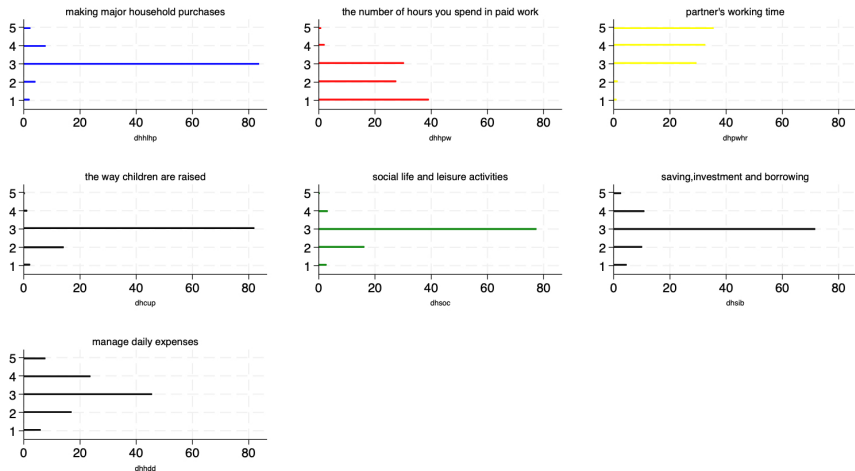 making major household purchases
5
4
3
2
1
0 20 40 60 80
dhhlhp
the number of hours you spend in paid work
5
4
3
2
1
0 20 40 60 80
dhhpw
partner's working time
5
4
3
2
1
0 20 40 60 80
dhpwhr
the way children are raised
5
4
3
2
1
0 20 40 60 80
dhcup
social life and leisure activities
5
4
3
2
1
0 20 40 60 80
dhsoc
saving,investment and borrowing
5
4
3
2
1
0 20 40 60 80
dhsib
manage daily expenses
5
4
3
2
1
0 20 40 60 80
dhhdd